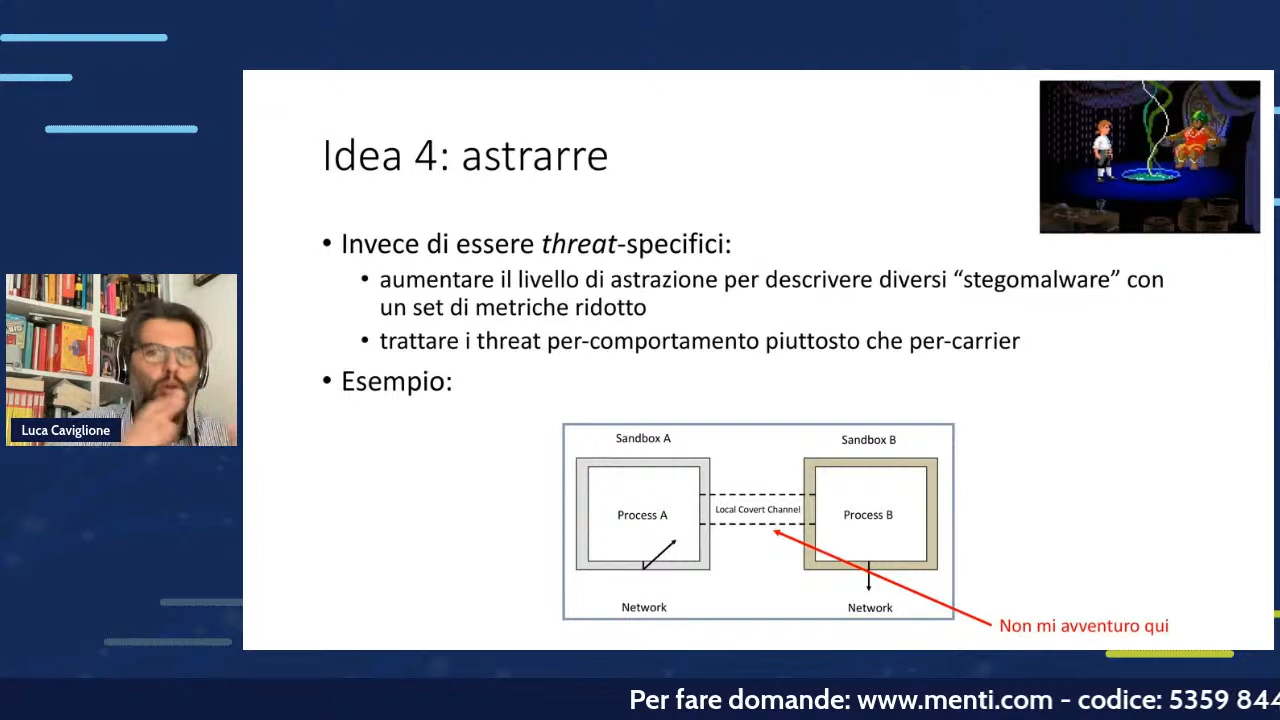 Idea 4: astrarre
• Invece di essere threat-specifici:
• aumentare il livello di astrazione per descrivere diversi “stegomalware” con
un set di metriche ridotto
• trattare i threat per-comportamento piuttosto che per-carrier
• Esempio:
Sandbox A
Sandbox B
Process A
Local Covert Channel
Process B
Network
Network
Non mi avventuro qui
Luca Caviglione
Per fare domande: www.menti.com - codice: 5359 844